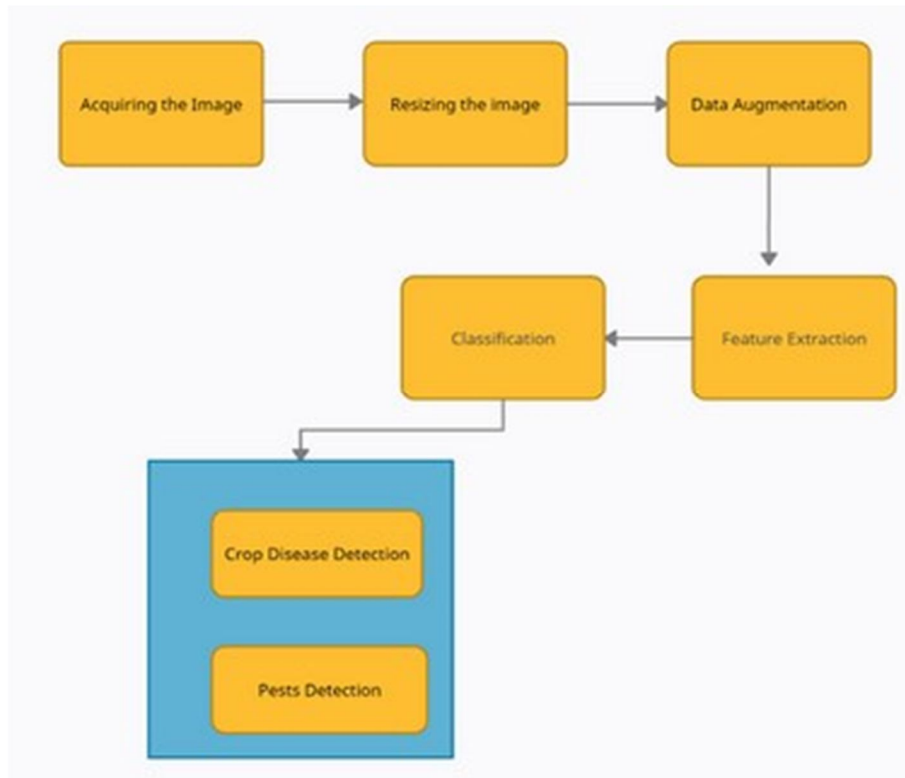 Acquiring the Image
Resizing the image
Data Augmentation
Feature Extraction
Classification
Crop Disease Detection
Pests Detection